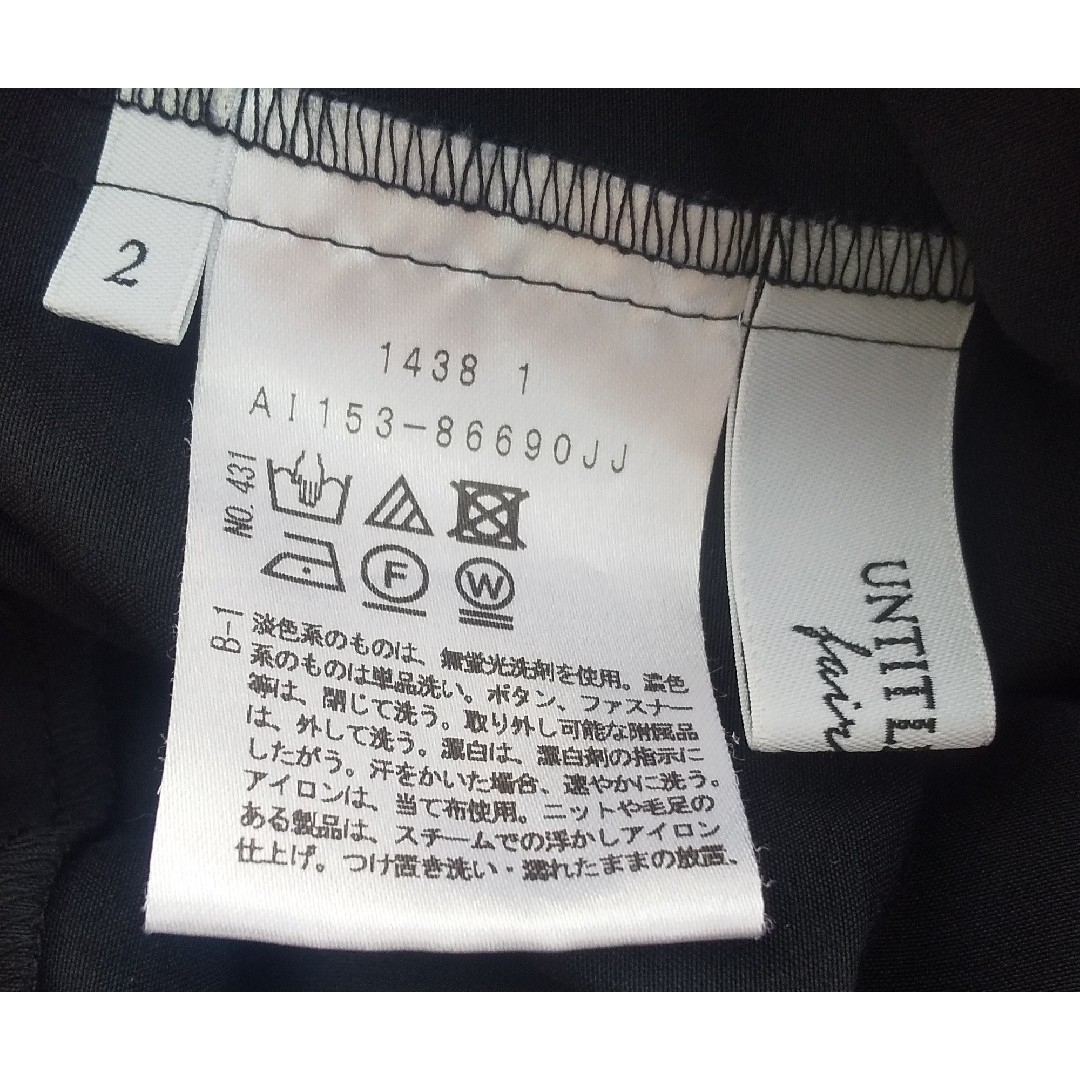 2
1438 1
AI153-86690JJ
NO. 431
B-1
淡色系のものは、無蛍光洗剤を使用。濃色
系のものは単品洗い。ボタン、ファスナー
等は、閉じて洗う。取り外し可能な附属品
は、外して洗う。漂白は、漂白剤の指示に
したがう。汗をかいた場合、速やかに洗う。
アイロンは、当て布使用。ニットや毛足の
ある製品は、スチームでの浮かしアイロン
仕上げ。つけ置き洗い・濡れたままの放置、
F
W
UNTITL
fair